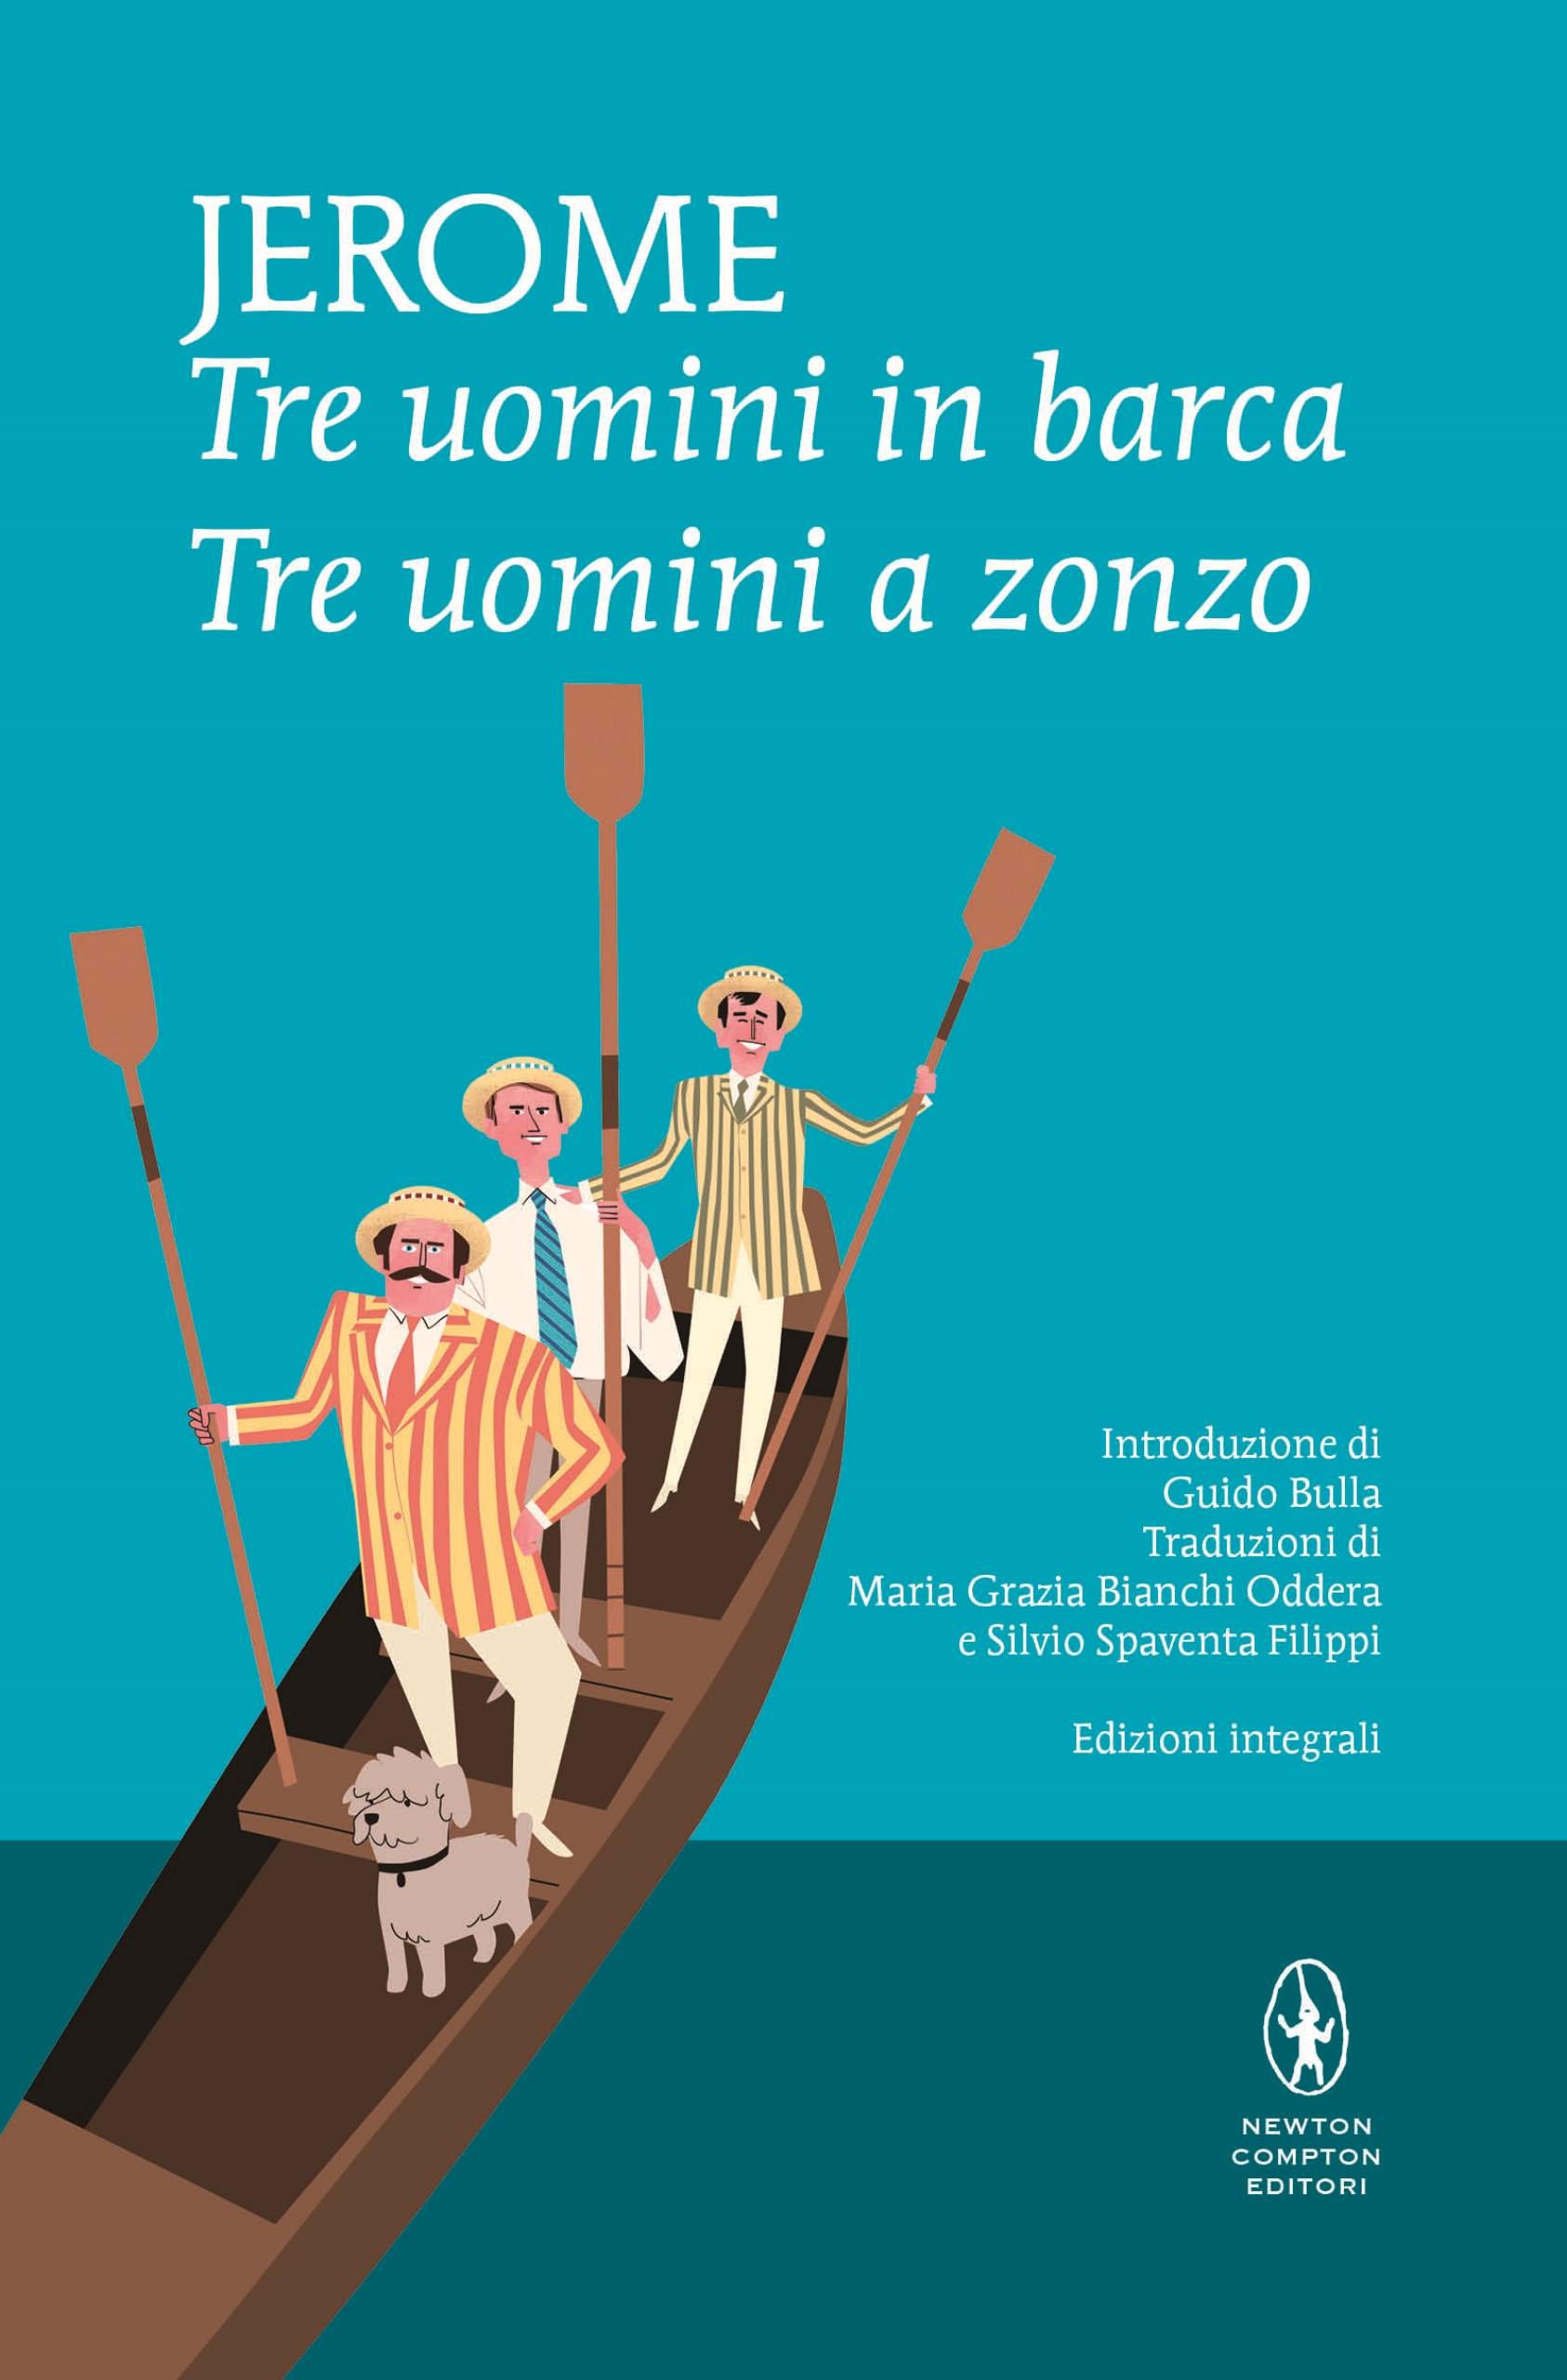 JEROME
Tre uomini in barca
Tre uomini a zonzo
Introduzione di
Guido Bulla
Traduzioni di
Maria Grazia Bianchi Oddera
e Silvio Spaventa Filippi
Edizioni integrali
NEWTON
COMPTON
EDITORI